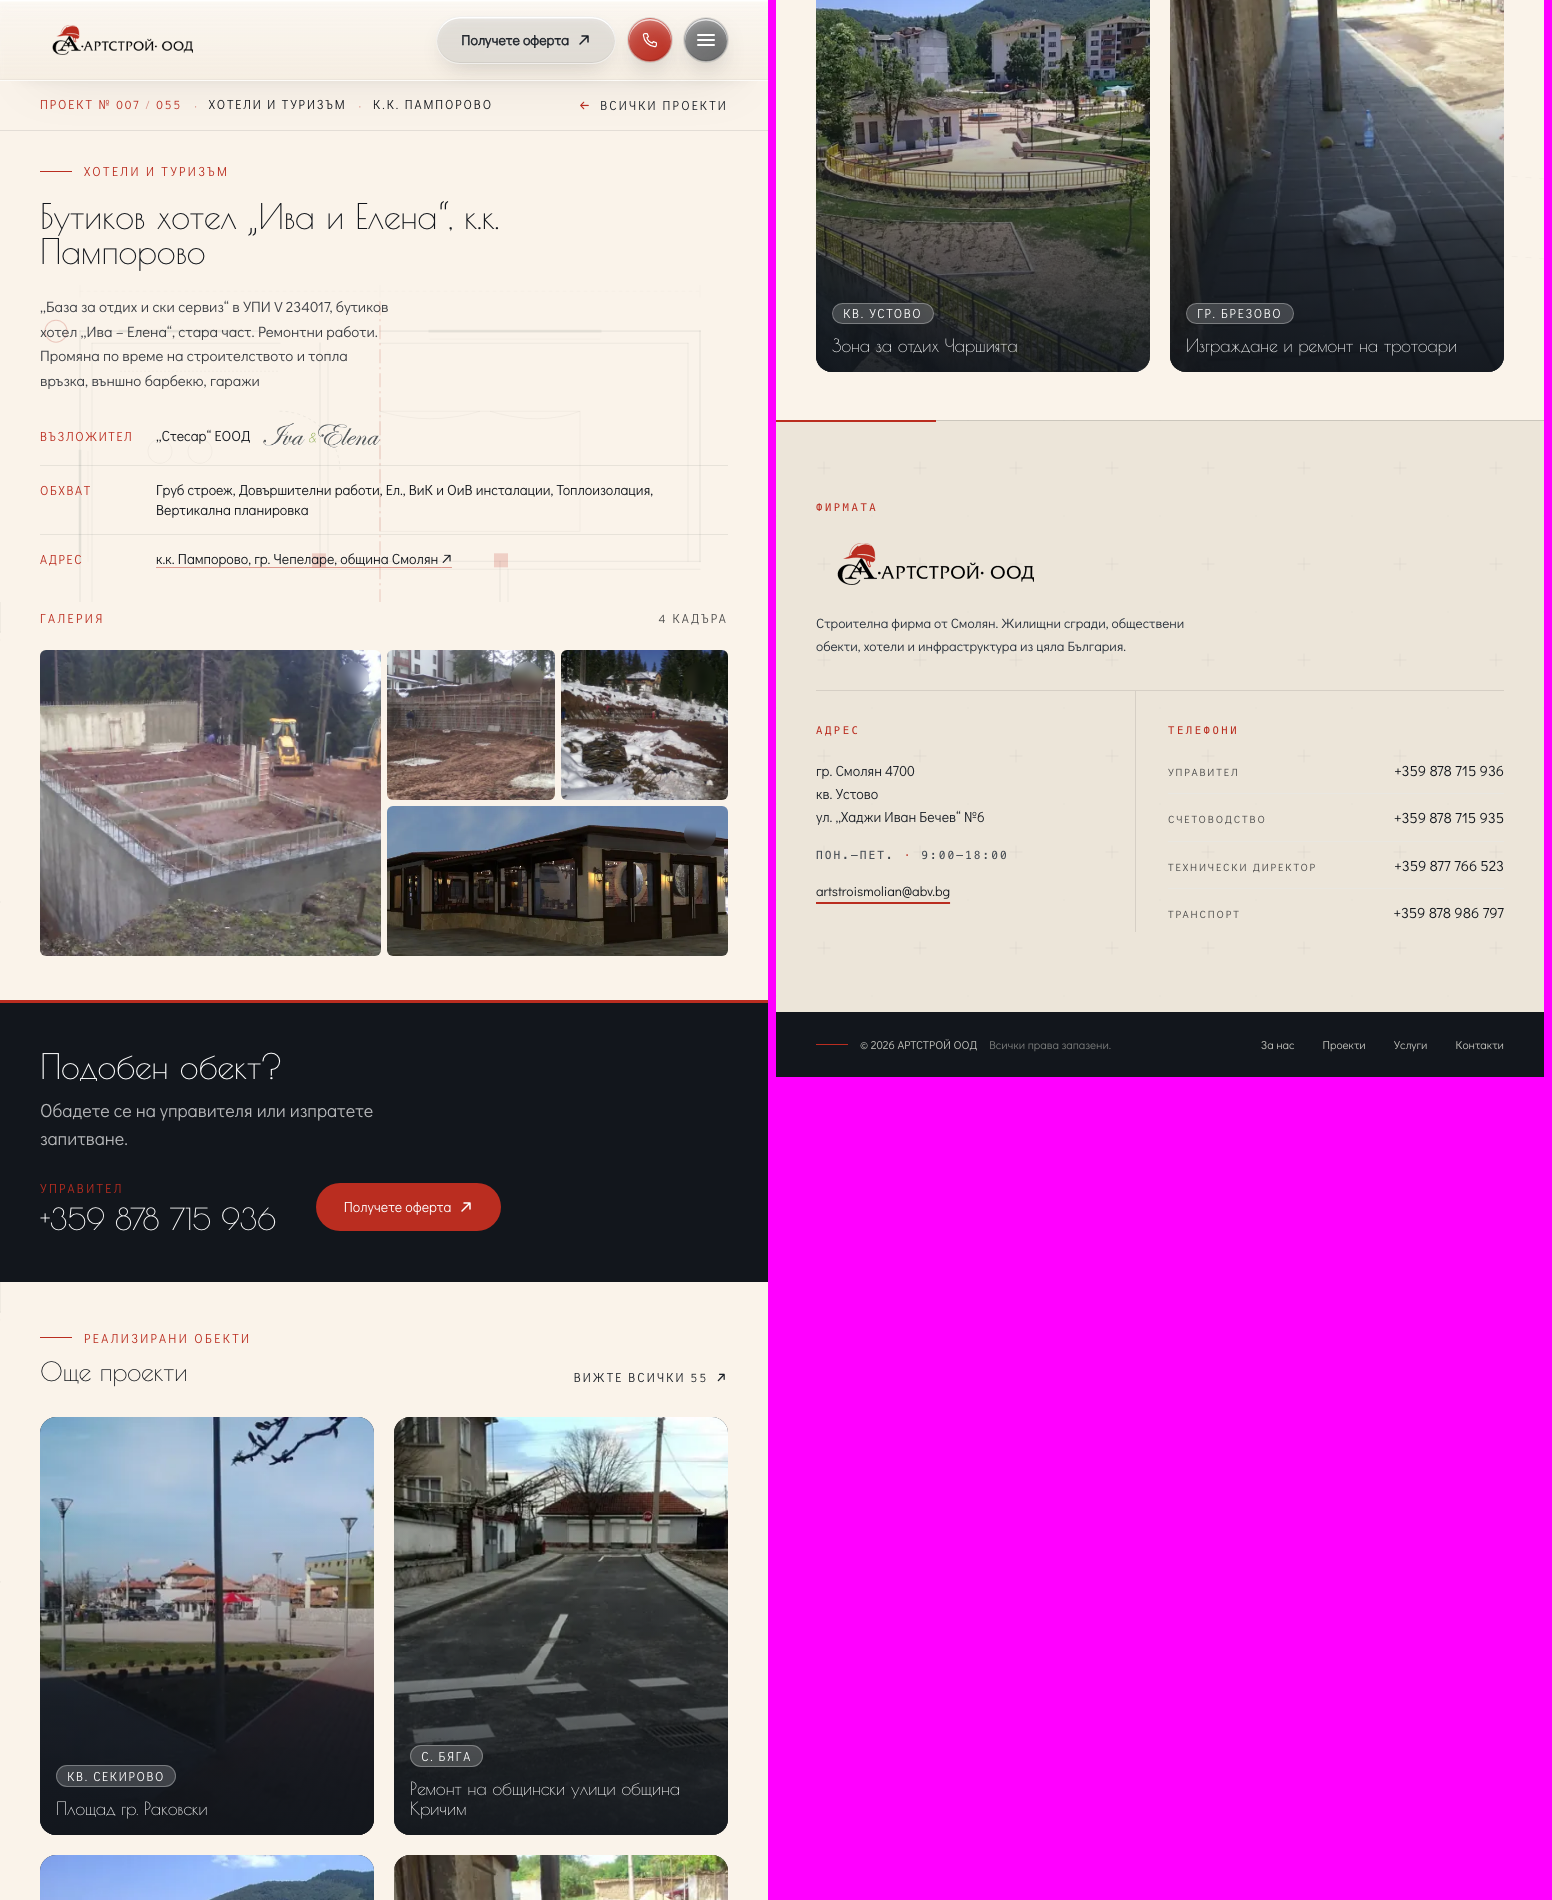 ·АРТСТРОЙ· ООД
Получете оферта ↗
ПРОЕКТ № 007 / 055 · ХОТЕЛИ И ТУРИЗЪМ · К.К. ПАМПОРОВО
← ВСИЧКИ ПРОЕКТИ
ХОТЕЛИ И ТУРИЗЪМ
Бутиков хотел „Ива и Елена“, к.к.
Пампорово
„База за отдих и ски сервиз“ в УПИ V 234017, бутиков
хотел „Ива – Елена“, стара част. Ремонтни работи.
Промяна по време на строителството и топла
връзка, външно барбекю, гаражи
ВЪЗЛОЖИТЕЛ „Стесар“ ЕООД Iva & Elena
ОБХВАТ Груб строеж, Довършителни работи, Ел., ВиК и ОиВ инсталации, Топлоизолация,
Вертикална планировка
АДРЕС к.к. Пампорово, гр. Чепеларе, община Смолян ↗
ГАЛЕРИЯ
4 КАДЪРА
Подобен обект?
Обадете се на управителя или изпратете
запитване.
УПРАВИТЕЛ
+359 878 715 936
Получете оферта ↗
РЕАЛИЗИРАНИ ОБЕКТИ
Още проекти
ВИЖТЕ ВСИЧКИ 55 ↗
КВ. СЕКИРОВО
Площад гр. Раковски
С. БЯГА
Ремонт на общински улици община
Кричим
КВ. УСТОВО
Зона за отдих Чаршията
ГР. БРЕЗОВО
Изграждане и ремонт на тротоари
ФИРМАТА
·АРТСТРОЙ· ООД
Строителна фирма от Смолян. Жилищни сгради, обществени
обекти, хотели и инфраструктура из цяла България.
АДРЕС
гр. Смолян 4700
кв. Устово
ул. „Хаджи Иван Бечев“ №6
ПОН.–ПЕТ. · 9:00–18:00
artstroismolian@abv.bg
ТЕЛЕФОНИ
УПРАВИТЕЛ +359 878 715 936
СЧЕТОВОДСТВО +359 878 715 935
ТЕХНИЧЕСКИ ДИРЕКТОР +359 877 766 523
ТРАНСПОРТ +359 878 986 797
© 2026 АРТСТРОЙ ООД Всички права запазени.
За нас Проекти Услуги Контакти